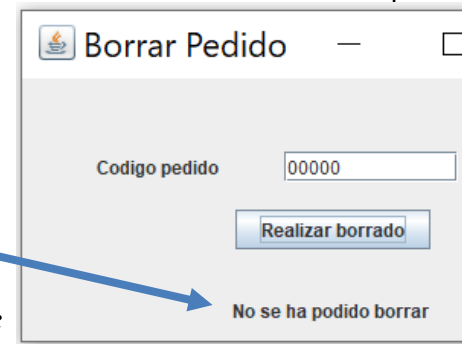 Borrar Pedido
Codigo pedido 00000
Realizar borrado
No se ha podido borrar